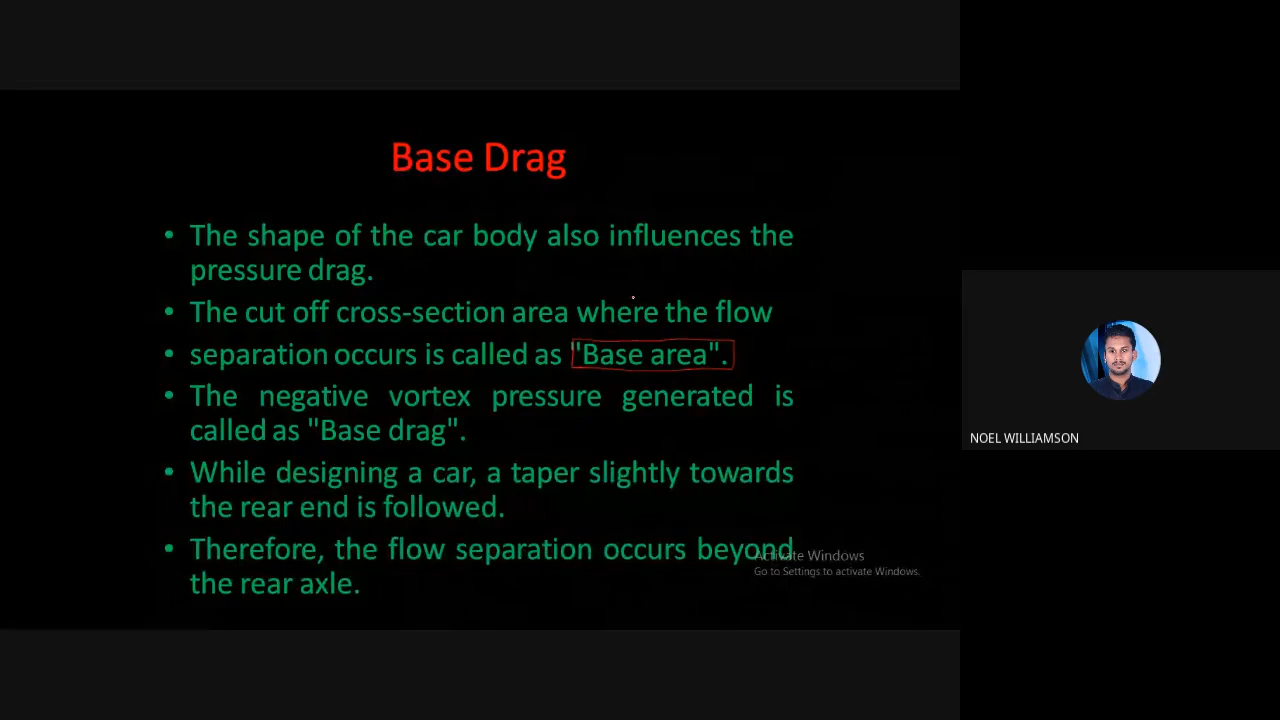 Base Drag
• The shape of the car body also influences the
pressure drag.
• The cut off cross-section area where the flow
• separation occurs is called as "Base area".
• The negative vortex pressure generated is
called as "Base drag".
• While designing a car, a taper slightly towards
the rear end is followed.
• Therefore, the flow separation occurs beyond
the rear axle.
Activate Windows
Go to Settings to activate Windows.
NOEL WILLIAMSON